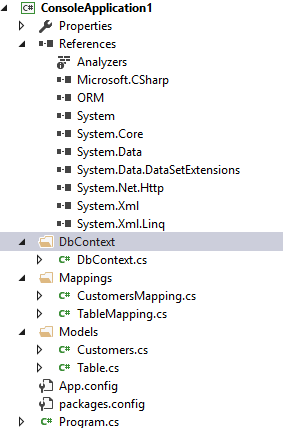 C# ConsoleApplication1
Properties
References
Analyzers
Microsoft.CSharp
ORM
System
System.Core
System.Data
System.Data.DataSetExtensions
System.Net.Http
System.Xml
System.Xml.Linq
DbContext
C# DbContext.cs
Mappings
C# CustomersMapping.cs
C# TableMapping.cs
Models
C# Customers.cs
C# Table.cs
App.config
packages.config
C# Program.cs